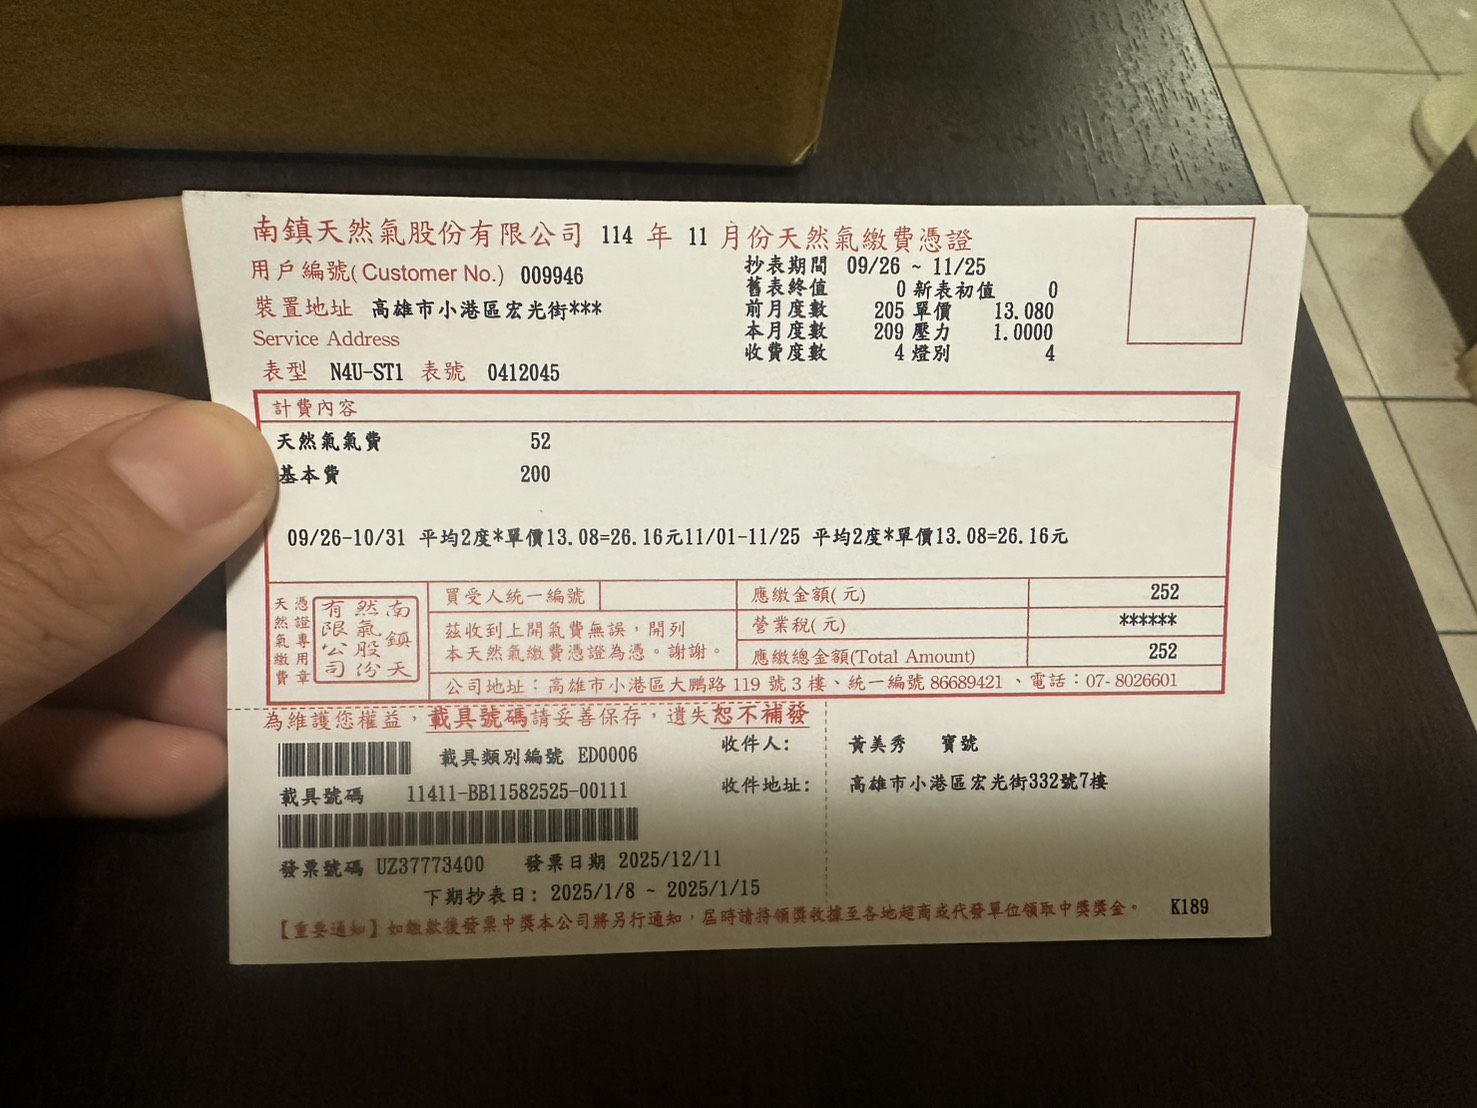 南鎮天然氣股份有限公司 114 年 11 月份天然氣繳費憑證
用戶編號(Customer No.) 009946
裝置地址 高雄市小港區宏光街***
Service Address
表型 N4U-ST1 表號 0412045
抄表期間 09/26 ~ 11/25
舊表終值 0 新表初值 0
前月度數 205 單價 13.080
本月度數 209 壓力 1.0000
收費度數 4 燈別 4
計費內容
天然氣氣費 52
基本費 200
09/26-10/31 平均2度*單價13.08=26.16元11/01-11/25 平均2度*單價13.08=26.16元
天然氣繳費
憑證專用章
南鎮天
然氣股份
有限公司
買受人統一編號
茲收到上開氣費無誤，開列
本天然氣繳費憑證為憑。謝謝。
應繳金額(元) 252
營業稅(元) ******
應繳總金額(Total Amount) 252
公司地址：高雄市小港區大鵬路 119 號 3 樓、統一編號 86689421 、電話：07- 8026601
為維護您權益，載具號碼請妥善保存，遺失恕不補發
載具類別編號 ED0006
載具號碼 11411-BB11582525-00111
發票號碼 UZ37773400 發票日期 2025/12/11
下期抄表日: 2025/1/8 ~ 2025/1/15
收件人: 黃美秀 寶號
收件地址: 高雄市小港區宏光街332號7樓
【重要通知】如繳款後發票中獎本公司將另行通知，屆時請持領獎收據至各地超商或代發單位領取中獎獎金。 K189